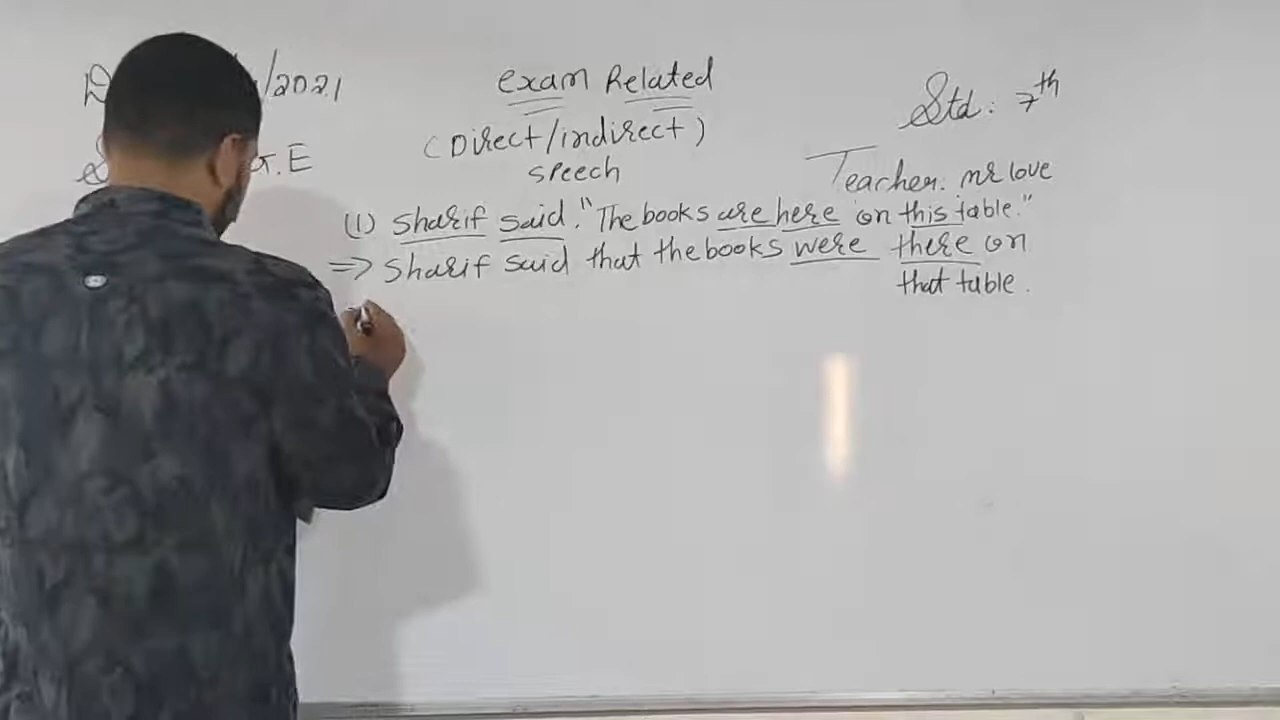 /2021
exam Related
Std: 7th
(Direct/indirect)
G.E
speech
Teacher. mr love
(1) Sharif said. "The books are here on this table."
⇒ Sharif said that the books were there on
that table.